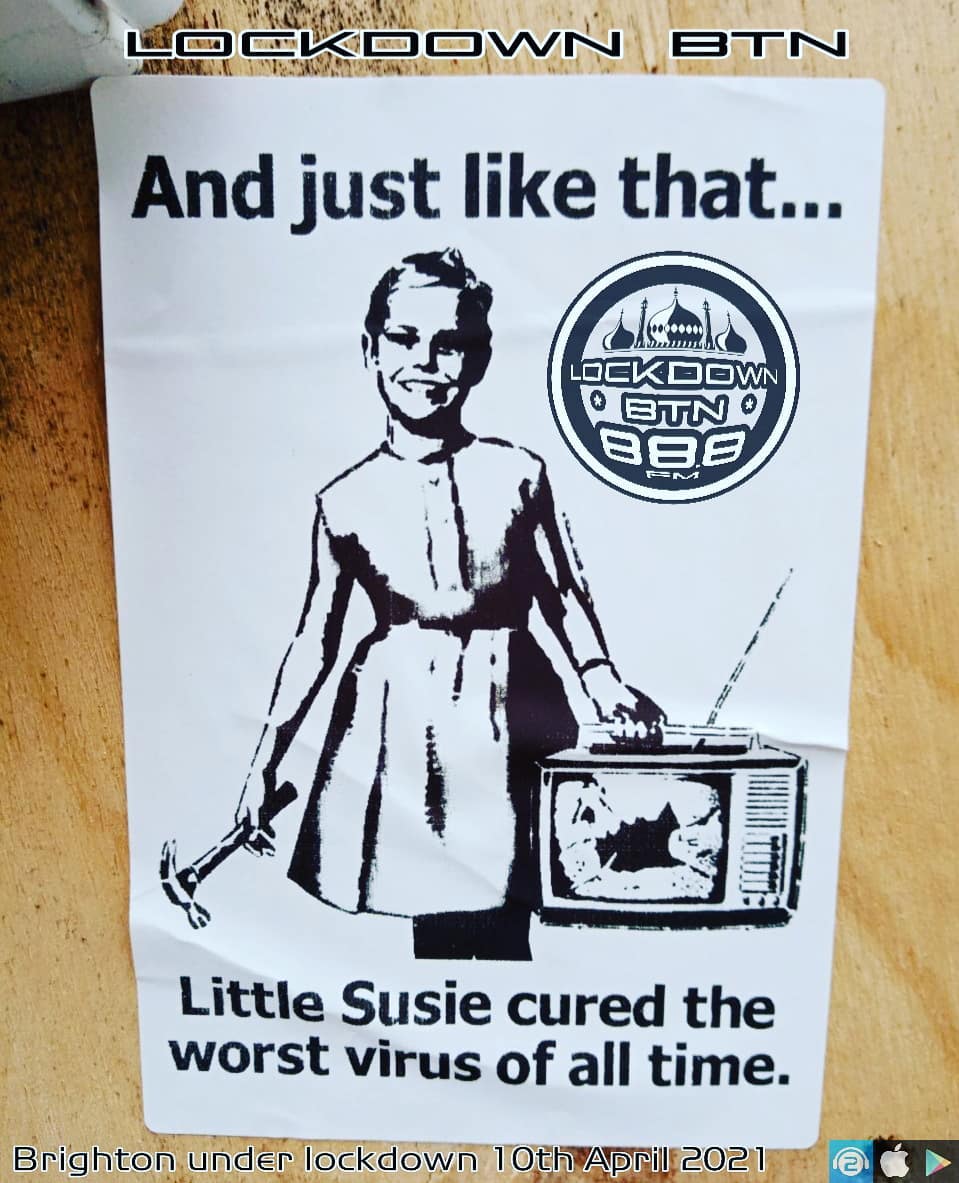 LOCKDOWN BTN
And just like that...
LOCKDOWN
BTN
88.8
FM
Little Susie cured the
worst virus of all time.
Brighton under lockdown 10th April 2021